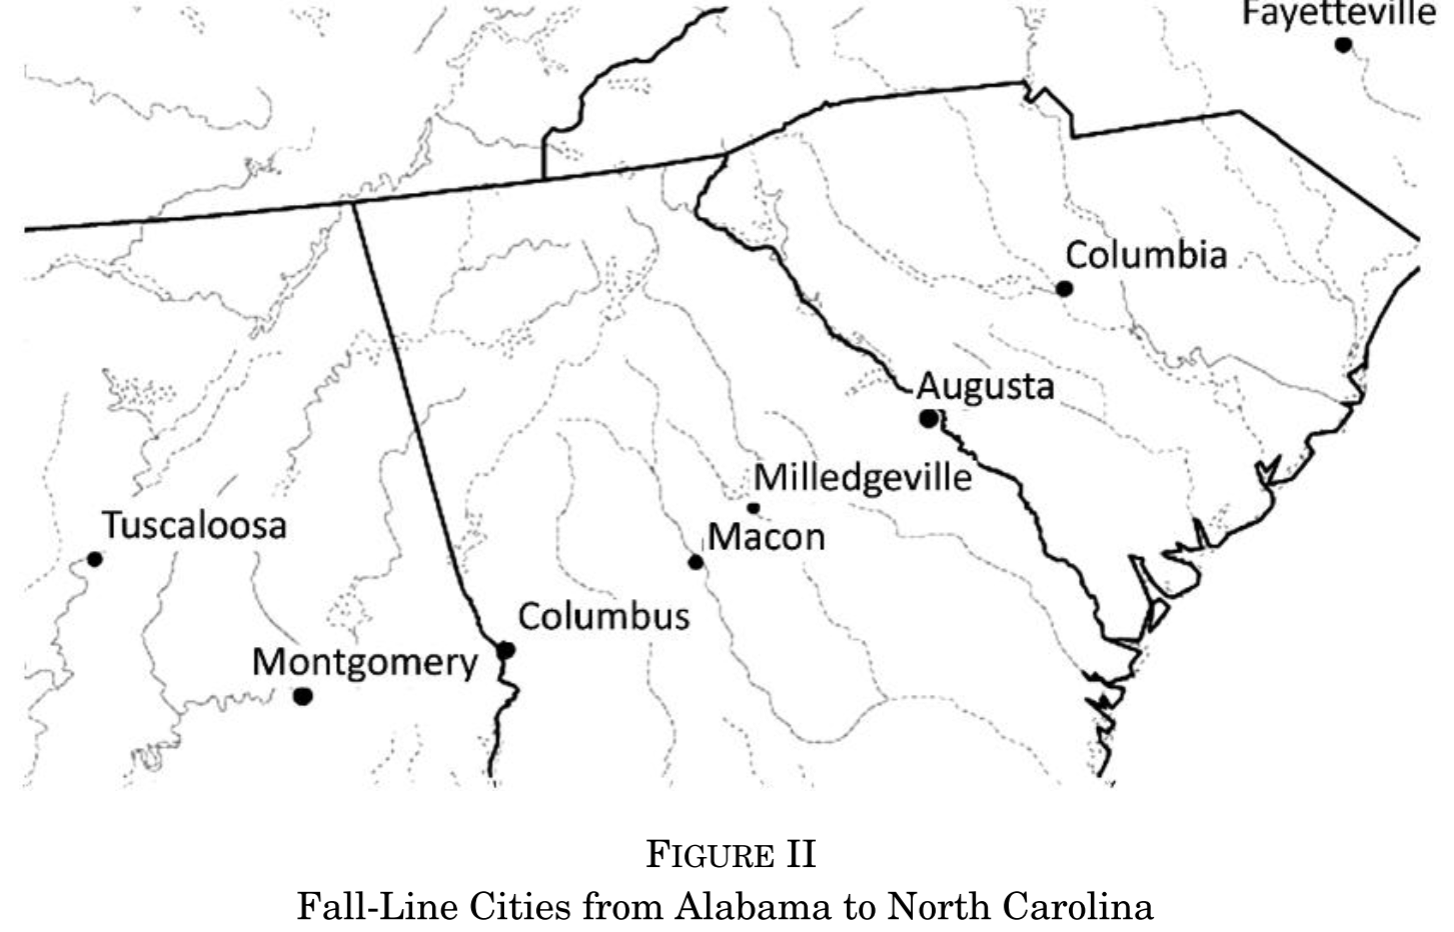 Fayetteville
Columbia
Augusta
Milledgeville
Macon
Tuscaloosa
Columbus
Montgomery
FIGURE II
Fall-Line Cities from Alabama to North Carolina